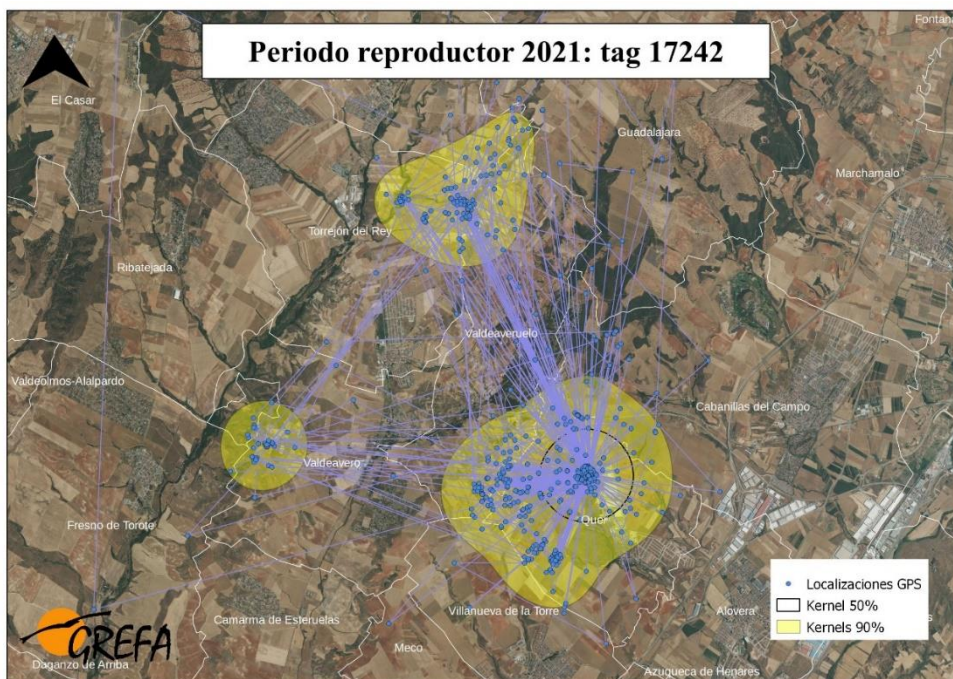 Periodo reproductor 2021: tag 17242
Fontana
El Casar
Guadalajara
Marchamalo
Torrejón del Rey
Ribatejada
Valdeaveruelo
Valdeolmos-Alalpardo
Cabanillas del Campo
Valdeavero
Fresno de Torote
Quer
Localizaciones GPS
Kernel 50%
Kernels 90%
Villanueva de la Torre
Alovera
Camarma de Esteruelas
GREFA
Meco
Daganzo de Arriba
Azuqueca de Henares